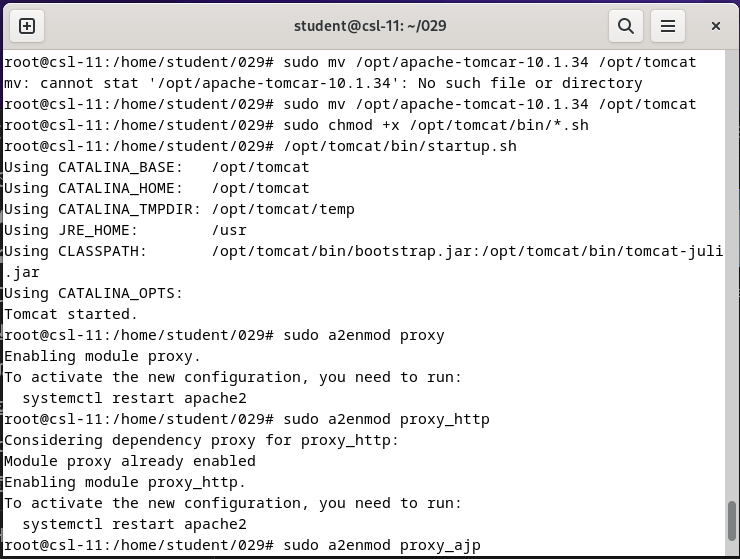 student@csl-11: ~/029
root@csl-11:/home/student/029# sudo mv /opt/apache-tomcar-10.1.34 /opt/tomcat
mv: cannot stat '/opt/apache-tomcar-10.1.34': No such file or directory
root@csl-11:/home/student/029# sudo mv /opt/apache-tomcat-10.1.34 /opt/tomcat
root@csl-11:/home/student/029# sudo chmod +x /opt/tomcat/bin/*.sh
root@csl-11:/home/student/029# /opt/tomcat/bin/startup.sh
Using CATALINA_BASE:   /opt/tomcat
Using CATALINA_HOME:   /opt/tomcat
Using CATALINA_TMPDIR: /opt/tomcat/temp
Using JRE_HOME:        /usr
Using CLASSPATH:       /opt/tomcat/bin/bootstrap.jar:/opt/tomcat/bin/tomcat-juli
.jar
Using CATALINA_OPTS:
Tomcat started.
root@csl-11:/home/student/029# sudo a2enmod proxy
Enabling module proxy.
To activate the new configuration, you need to run:
  systemctl restart apache2
root@csl-11:/home/student/029# sudo a2enmod proxy_http
Considering dependency proxy for proxy_http:
Module proxy already enabled
Enabling module proxy_http.
To activate the new configuration, you need to run:
  systemctl restart apache2
root@csl-11:/home/student/029# sudo a2enmod proxy_ajp